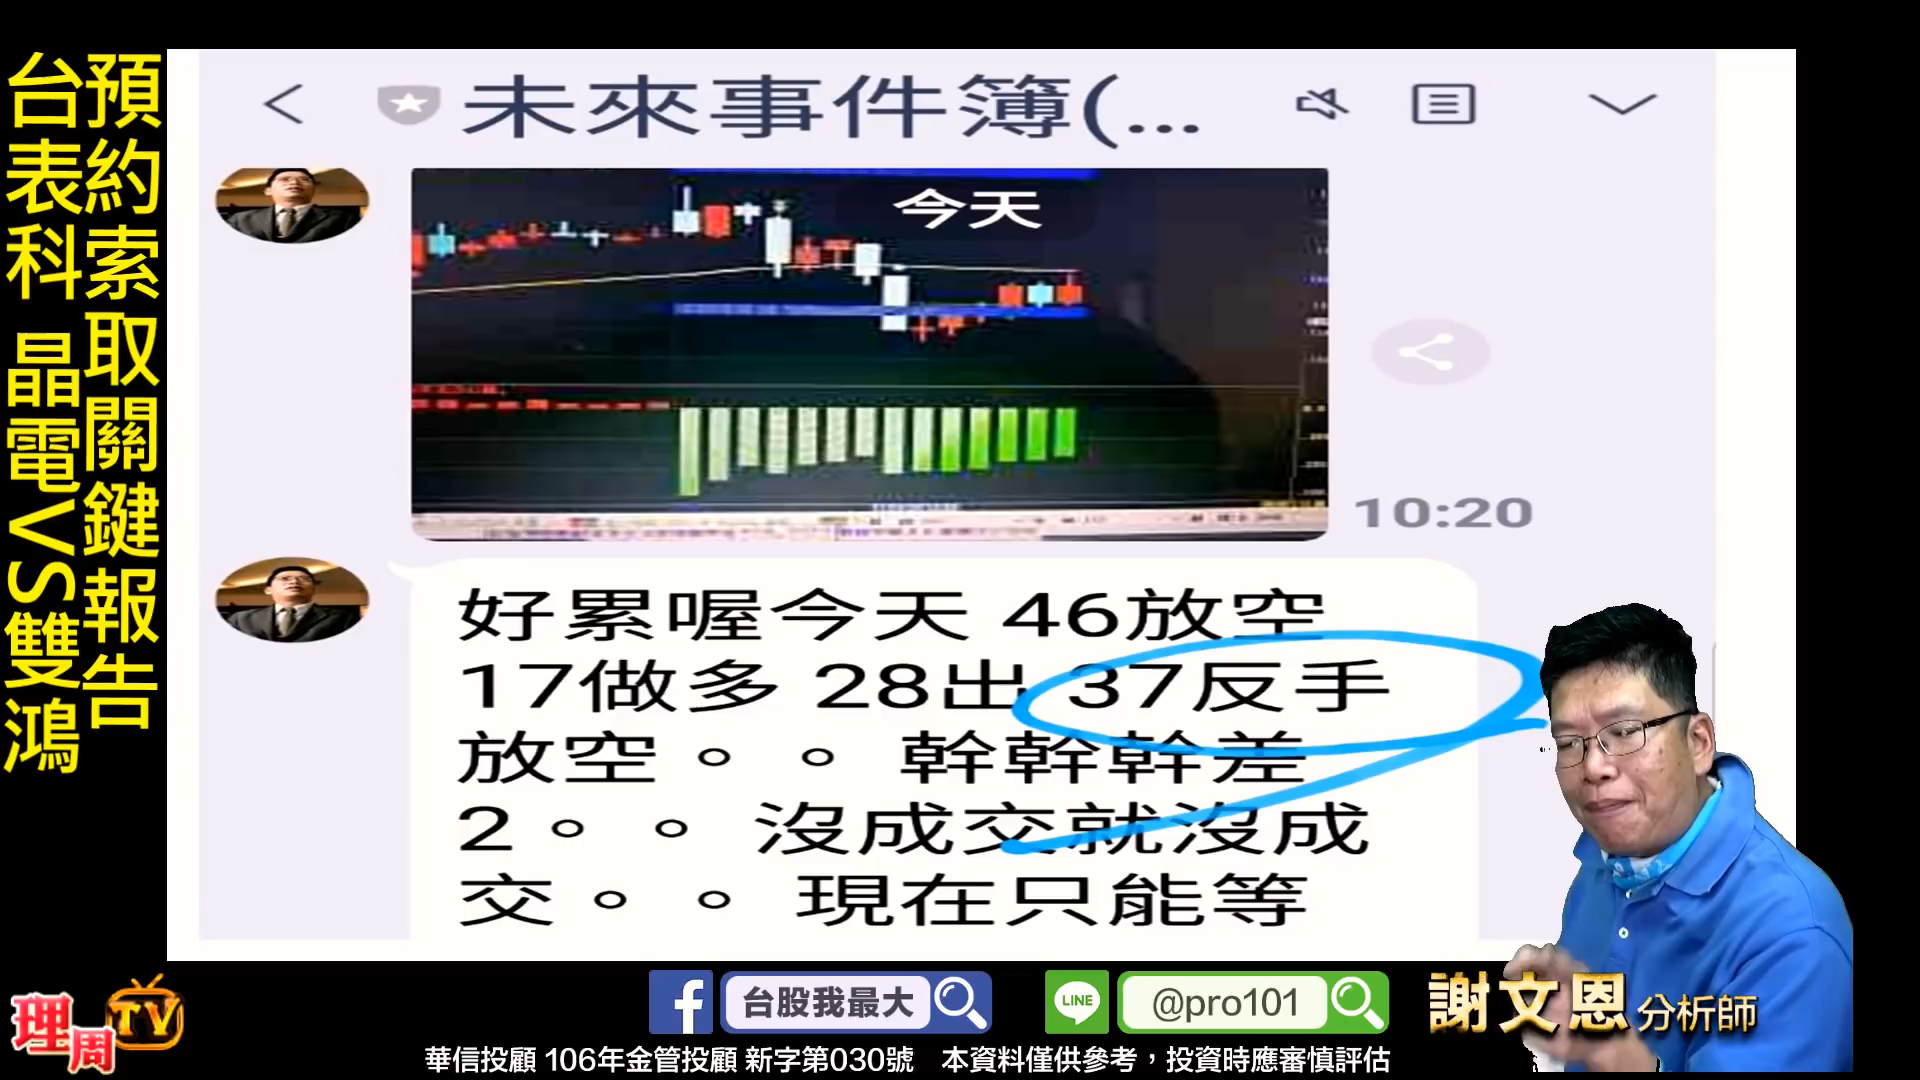 預約索取關鍵報告
台表科 晶電VS雙鴻
未來事件簿(...
今天
10:20
好累喔今天 46放空
17做多 28出 37反手
放空。。 幹幹幹差
2。。 沒成交就沒成
交。。 現在只能等
理周TV
台股我最大
LINE
@pro101
謝文恩分析師
華信投顧 106年金管投顧 新字第030號 本資料僅供參考，投資時應審慎評估